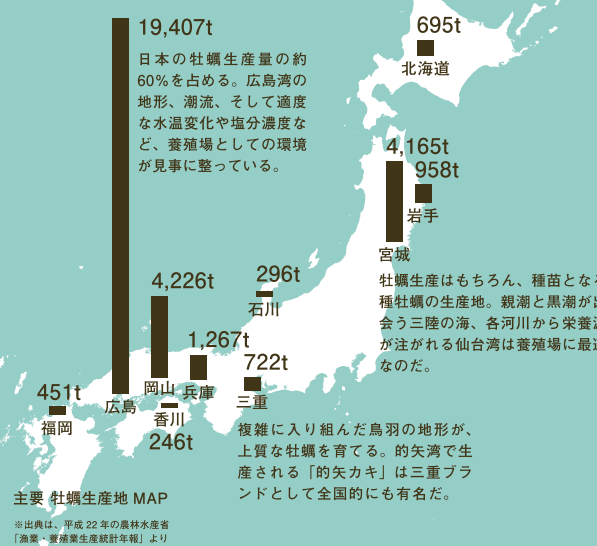 19,407t
日本の牡蠣生産量の約
60%を占める。広島湾の
地形、潮流、そして適度
な水温変化や塩分濃度な
ど、養殖場としての環境
が見事に整っている。
695t
北海道
4,165t
958t
岩手
宮城
牡蠣生産はもちろん、種苗となる
種牡蠣の生産地。親潮と黒潮が出
会う三陸の海、各河川から栄養源
が注がれる仙台湾は養殖場に最適
なのだ。
296t
石川
4,226t
1,267t
722t
岡山
兵庫
広島
三重
451t
福岡
香川
246t
複雑に入り組んだ鳥羽の地形が、
上質な牡蠣を育てる。的矢湾で生
産される「的矢カキ」は三重ブラ
ンドとして全国的にも有名だ。
主要 牡蠣生産地 MAP
※出典は、平成 22 年の農林水産省
「漁業・養殖業生産統計年報」より